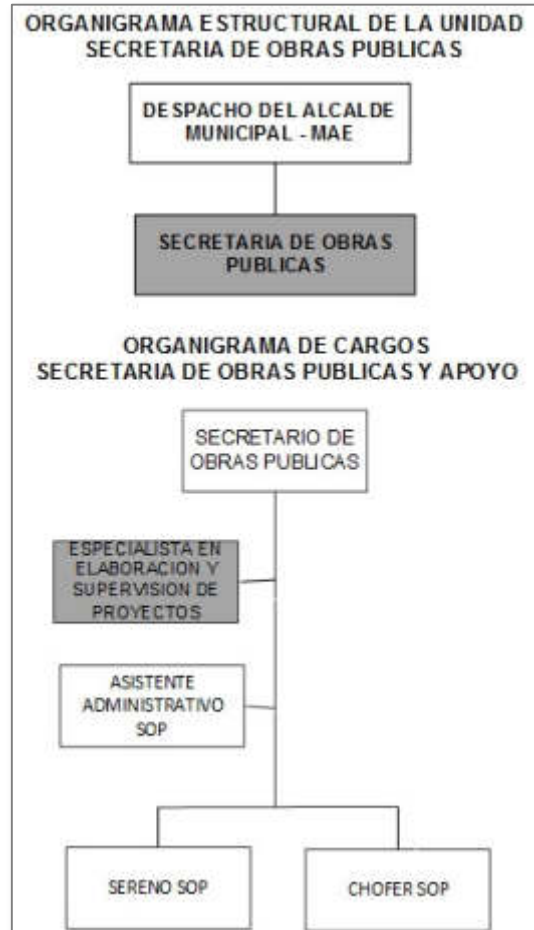 ORGANIGRAMA ESTRUCTURAL DE LA UNIDAD
SECRETARIA DE OBRAS PUBLICAS
DESPACHO DEL ALCALDE
MUNICIPAL - MAE
SECRETARIA DE OBRAS
PUBLICAS
ORGANIGRAMA DE CARGOS
SECRETARIA DE OBRAS PUBLICAS Y APOYO
SECRETARIO DE
OBRAS PUBLICAS
ESPECIALISTA EN
ELABORACION Y
SUPERVISION DE
PROYECTOS
ASISTENTE
ADMINISTRATIVO
SOP
SERENO SOP
CHOFER SOP